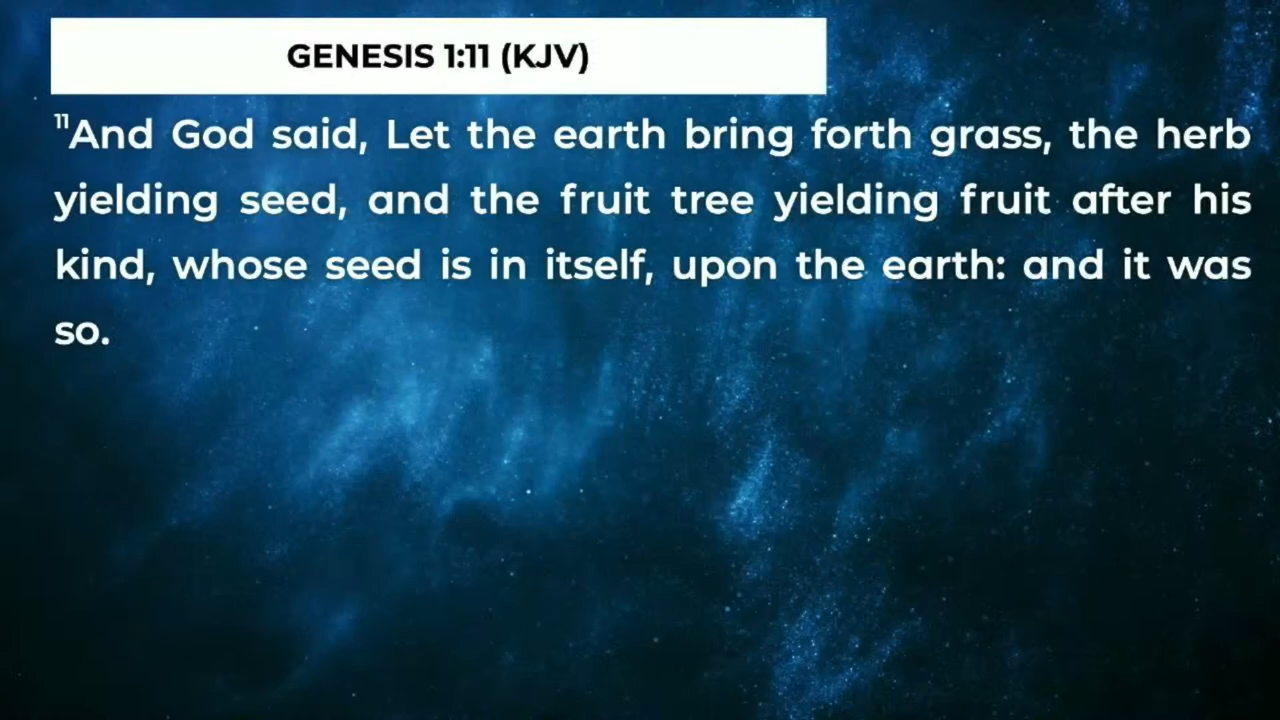 GENESIS 1:11 (KJV)
11And God said, Let the earth bring forth grass, the herb
yielding seed, and the fruit tree yielding fruit after his
kind, whose seed is in itself, upon the earth: and it was
so.